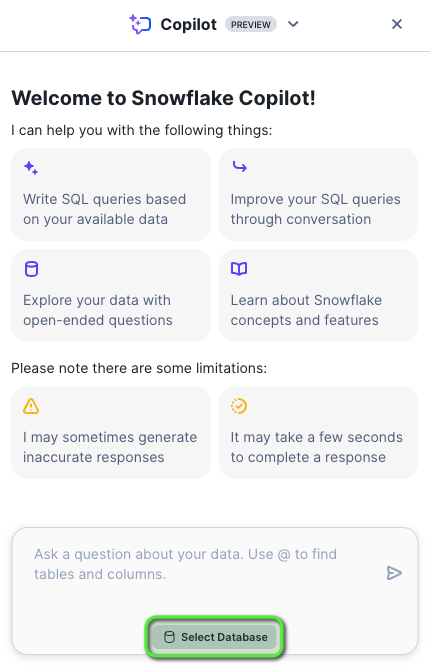 Copilot PREVIEW
Welcome to Snowflake Copilot!
I can help you with the following things:
Write SQL queries based
on your available data
Improve your SQL queries
through conversation
Explore your data with
open-ended questions
Learn about Snowflake
concepts and features
Please note there are some limitations:
I may sometimes generate
inaccurate responses
It may take a few seconds
to complete a response
Ask a question about your data. Use @ to find
tables and columns.
Select Database